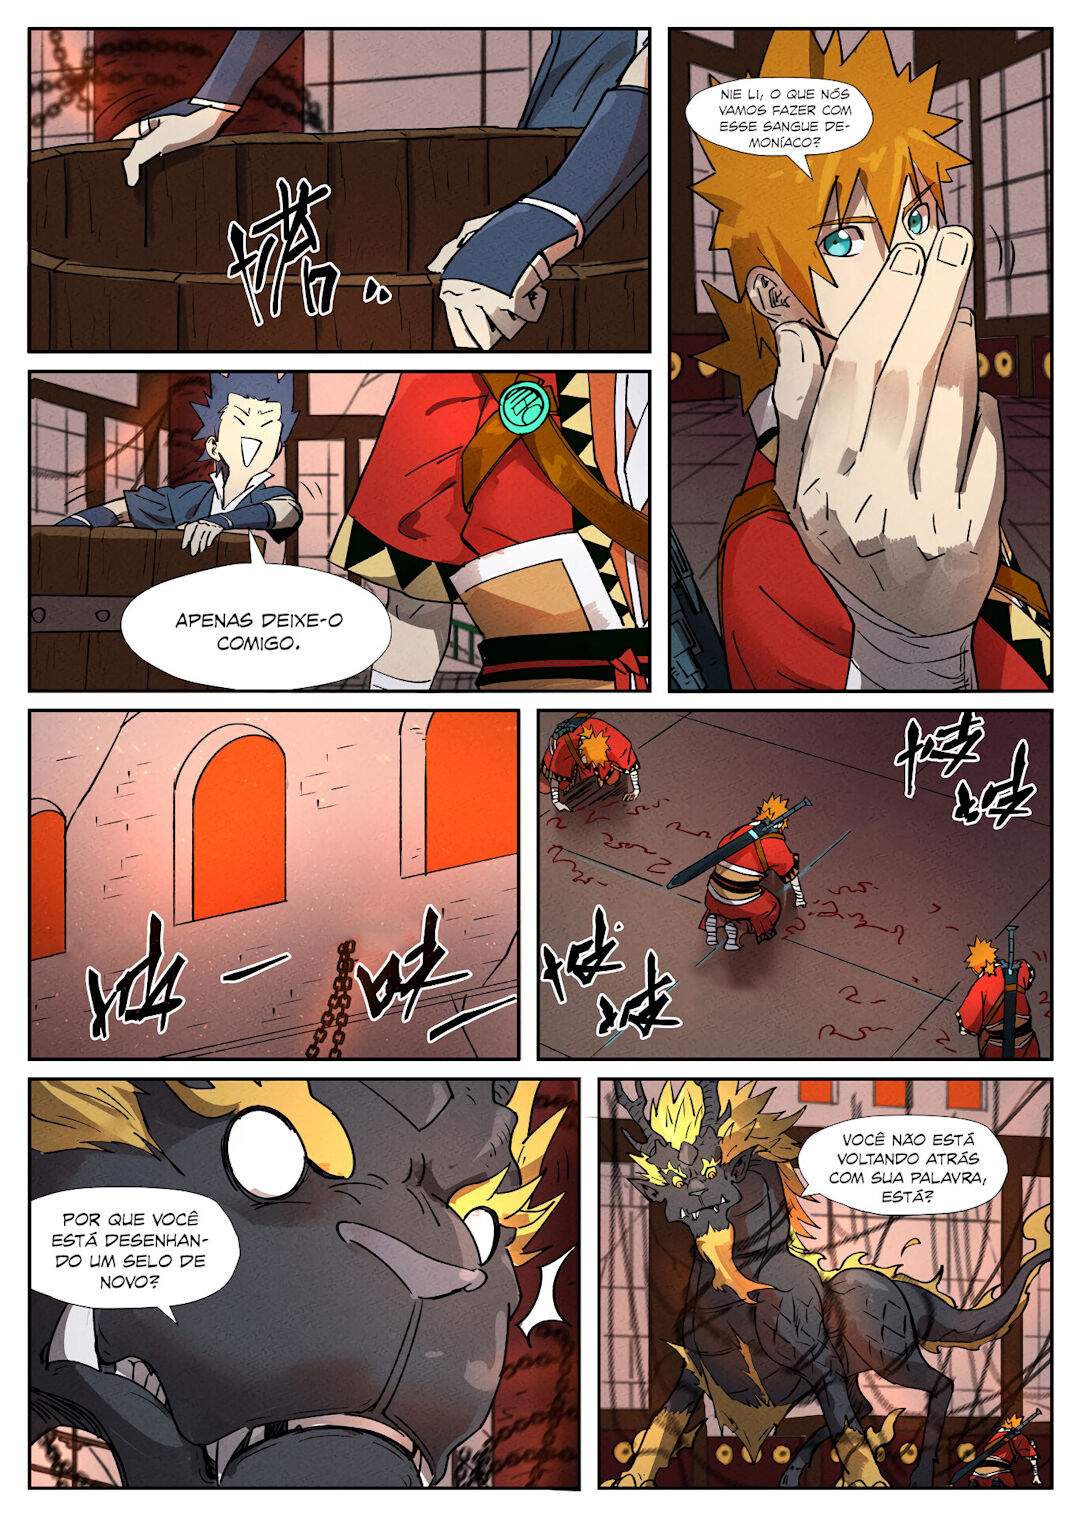 NIE LI, O QUE NÓS
VAMOS FAZER COM
ESSE SANGUE DE-
MONÍACO?
APENAS DEIXE-O
COMIGO.
POR QUE VOCÊ
ESTÁ DESENHAN-
DO UM SELO DE
NOVO?
VOCÊ NÃO ESTÁ
VOLTANDO ATRÁS
COM SUA PALAVRA,
ESTÁ?